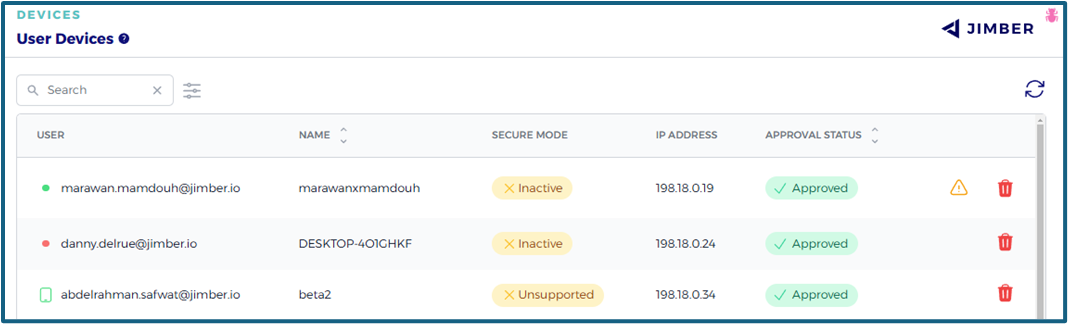 DEVICES
User Devices ?
JIMBER
Search
USER NAME SECURE MODE IP ADDRESS APPROVAL STATUS
marawan.mamdouh@jimber.io marawanxmamdouh Inactive 198.18.0.19 Approved
danny.delrue@jimber.io DESKTOP-4O1GHKF Inactive 198.18.0.24 Approved
abdelrahman.safwat@jimber.io beta2 Unsupported 198.18.0.34 Approved